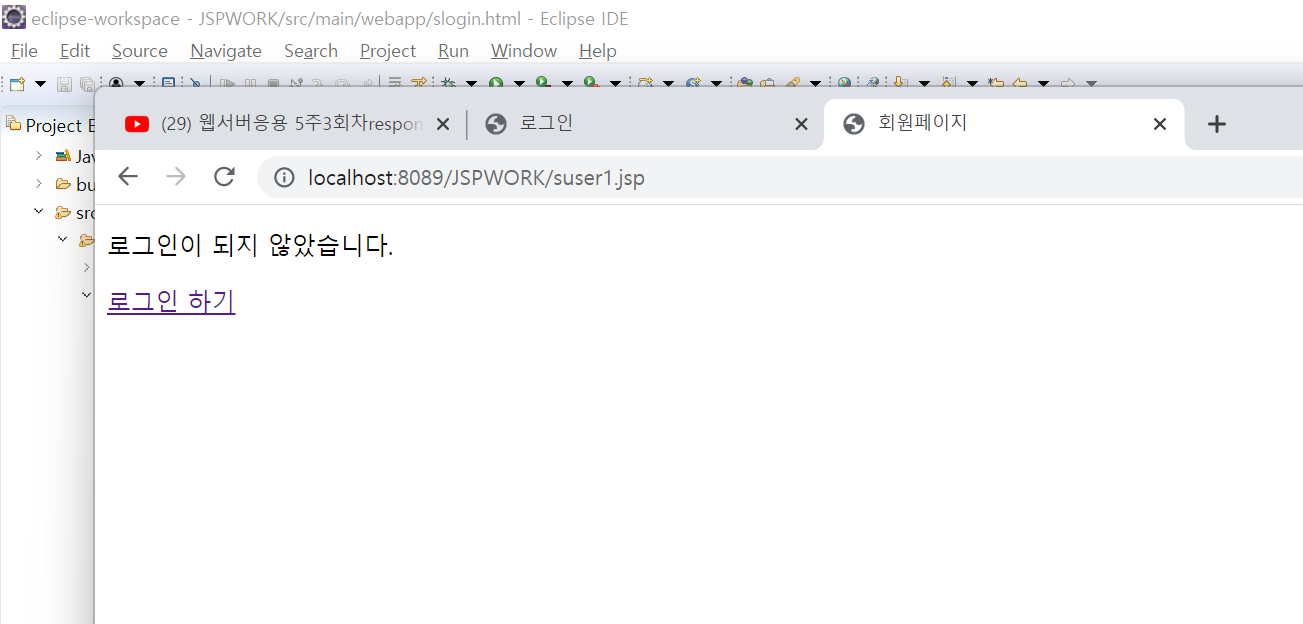 eclipse-workspace - JSPWORK/src/main/webapp/slogin.html - Eclipse IDE
File Edit Source Navigate Search Project Run Window Help
(29) 웹서버응용 5주3회차respon
로그인
회원페이지
Project E
Jav
bu
src
localhost:8089/JSPWORK/suser1.jsp
로그인이 되지 않았습니다.
로그인 하기